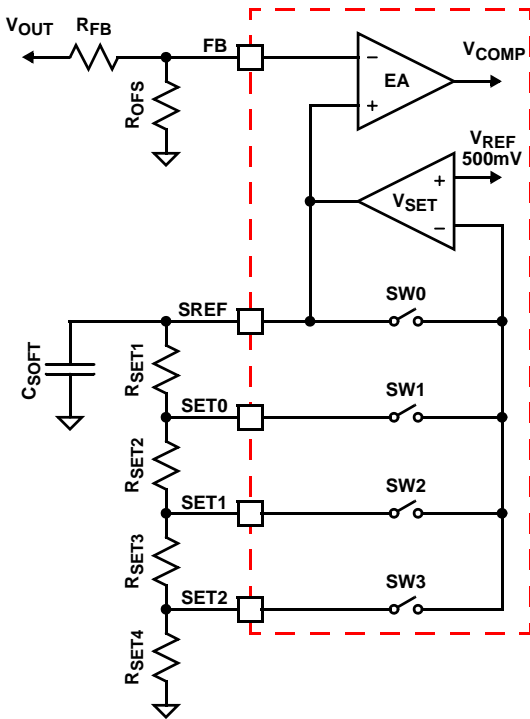 VOUT
RFB
FB
ROFS
−
EA
+
VCOMP
VREF
500mV
+
VSET
−
SREF
SW0
CSOFT
RSET1
SET0
SW1
RSET2
SET1
SW2
RSET3
SET2
SW3
RSET4